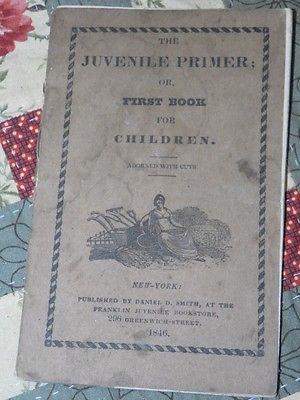 THE
JUVENILE PRIMER;
OR,
FIRST BOOK
FOR
CHILDREN.
ADORNED WITH CUTS
NEW-YORK:
PUBLISHED BY DANIEL D. SMITH, AT THE
FRANKLIN JUVENILE BOOKSTORE,
296 GREENWICH-STREET.
1846.